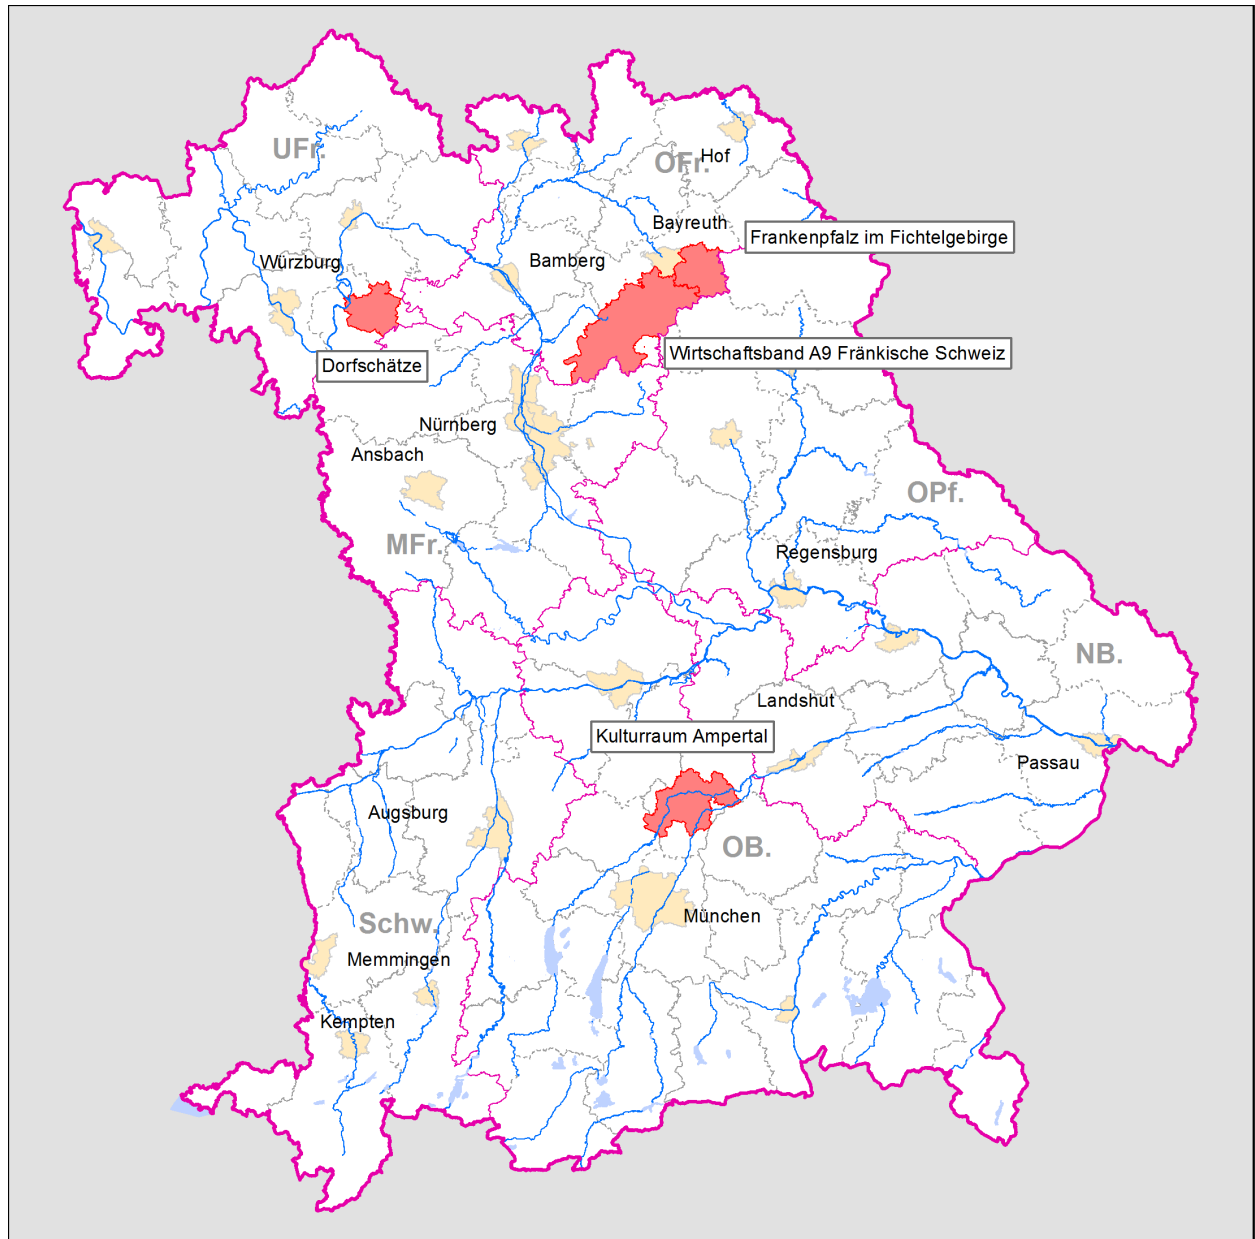 UFr.
OFr.
Hof
Bayreuth
Frankenpfalz im Fichtelgebirge
Würzburg
Bamberg
Wirtschaftsband A9 Fränkische Schweiz
Dorfschätze
Nürnberg
Ansbach
OPf.
MFr.
Regensburg
NB.
Landshut
Kulturraum Ampertal
Passau
Augsburg
OB.
München
Schw.
Memmingen
Kempten